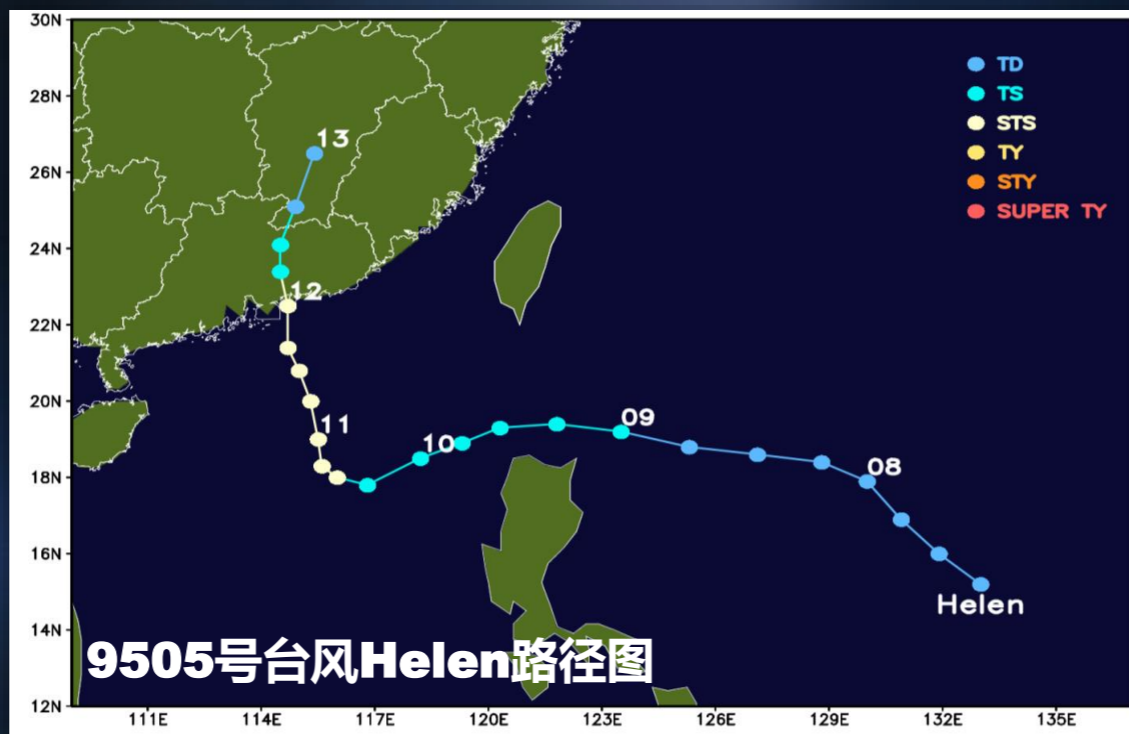 30N
28N
26N
24N
22N
20N
18N
16N
14N
12N
111E 114E 117E 120E 123E 126E 129E 132E 135E
TD
TS
STS
TY
STY
SUPER TY
13
12
11
10
09
08
Helen
9505号台风Helen路径图